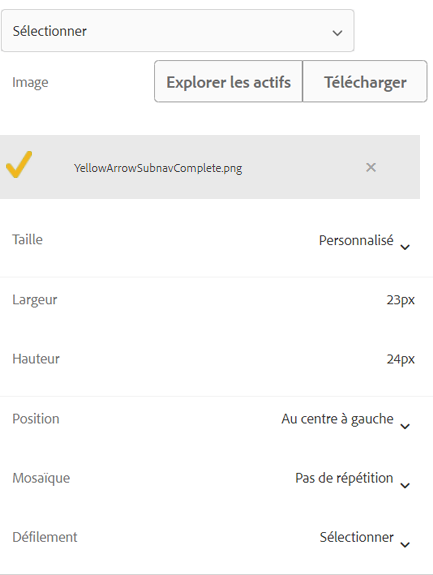 Sélectionner
Image Explorer les actifs Télécharger
YellowArrowSubnavComplete.png
Taille Personnalisé
Largeur 23px
Hauteur 24px
Position Au centre à gauche
Mosaïque Pas de répétition
Défilement Sélectionner